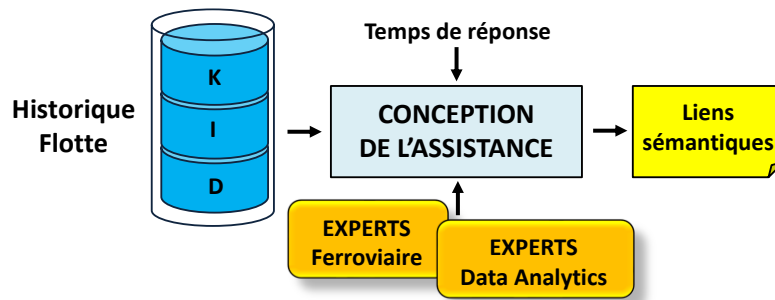 Temps de réponse
Historique
Flotte
K
I
D
CONCEPTION
DE L'ASSISTANCE
Liens
sémantiques
EXPERTS
Ferroviaire
EXPERTS
Data Analytics